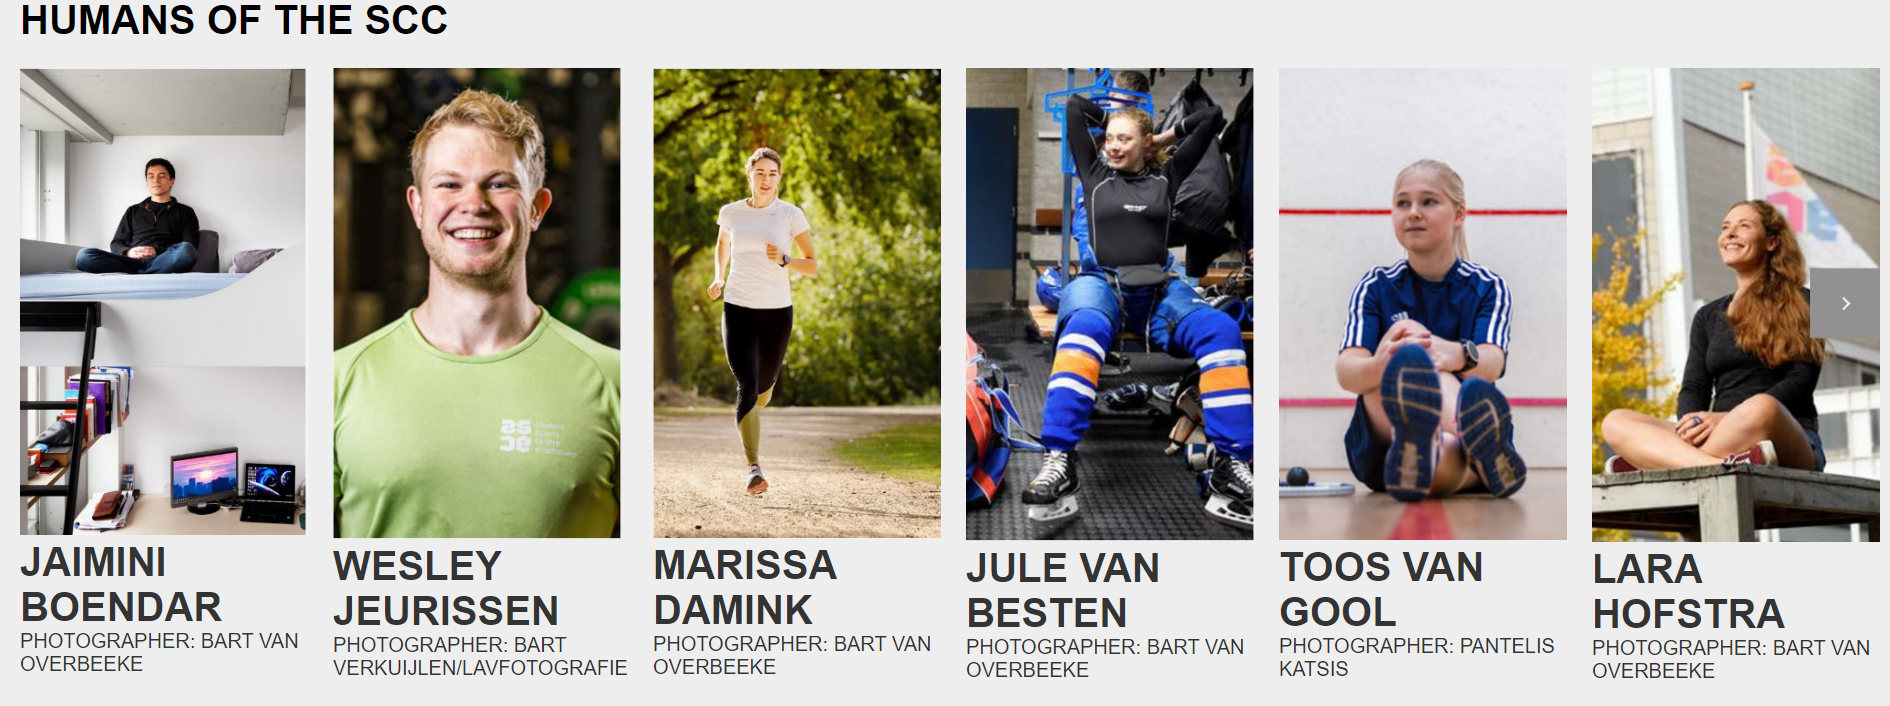 HUMANS OF THE SCC
JAIMINI
BOENDAR
PHOTOGRAPHER: BART VAN
OVERBEEKE
WESLEY
JEURISSEN
PHOTOGRAPHER: BART
VERKUIJLEN/LAVFOTOGRAFIE
MARISSA
DAMINK
PHOTOGRAPHER: BART VAN
OVERBEEKE
JULE VAN
BESTEN
PHOTOGRAPHER: BART VAN
OVERBEEKE
TOOS VAN
GOOL
PHOTOGRAPHER: PANTELIS
KATSIS
LARA
HOFSTRA
PHOTOGRAPHER: BART VAN
OVERBEEKE